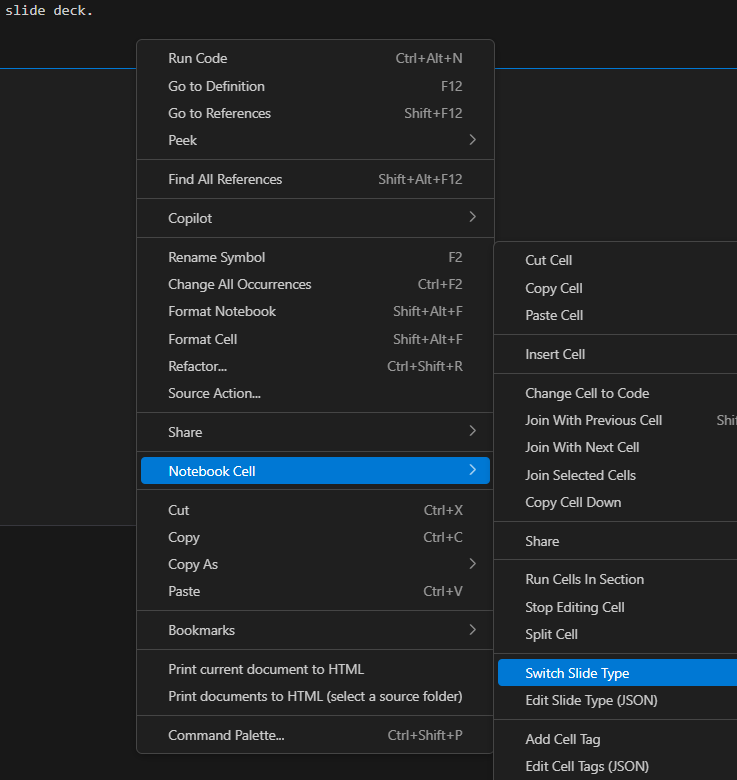 slide deck.
Run Code Ctrl+Alt+N
Go to Definition F12
Go to References Shift+F12
Peek
Find All References Shift+Alt+F12
Copilot
Rename Symbol F2
Change All Occurrences Ctrl+F2
Format Notebook Shift+Alt+F
Format Cell Shift+Alt+F
Refactor... Ctrl+Shift+R
Source Action...
Share
Notebook Cell
Cut Ctrl+X
Copy Ctrl+C
Copy As
Paste Ctrl+V
Bookmarks
Print current document to HTML
Print documents to HTML (select a source folder)
Command Palette... Ctrl+Shift+P
Cut Cell
Copy Cell
Paste Cell
Insert Cell
Change Cell to Code
Join With Previous Cell
Join With Next Cell
Join Selected Cells
Copy Cell Down
Share
Run Cells In Section
Stop Editing Cell
Split Cell
Switch Slide Type
Edit Slide Type (JSON)
Add Cell Tag
Edit Cell Tags (JSON)